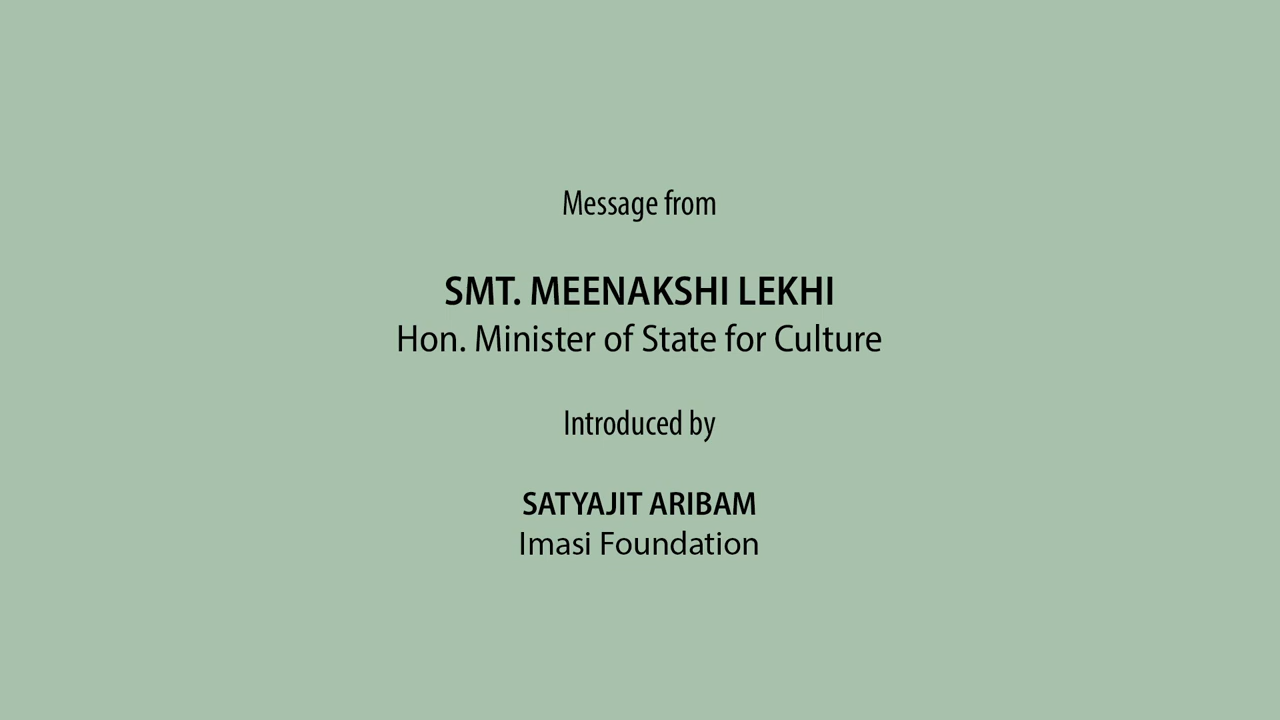 Message from
SMT. MEENAKSHI LEKHI
Hon. Minister of State for Culture
Introduced by
SATYAJIT ARIBAM
Imasi Foundation